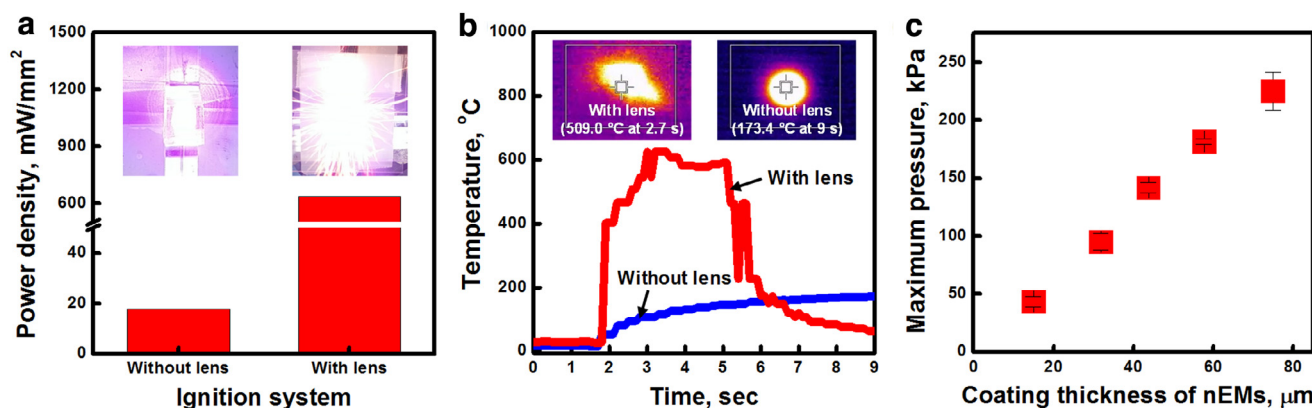 a
Power density, mW/mm²
1500
1200
900
600
40
20
0
Without lens
With lens
Ignition system
b
Temperature, °C
1200
1000
800
600
400
200
0
With lens
(509.0 °C at 2.7 s)
Without lens
(173.4 °C at 9 s)
With lens
Without lens
0 1 2 3 4 5 6 7 8 9
Time, sec
c
Maximum pressure, kPa
250
200
150
100
50
0
0 20 40 60 80
Coating thickness of nEMs, μm